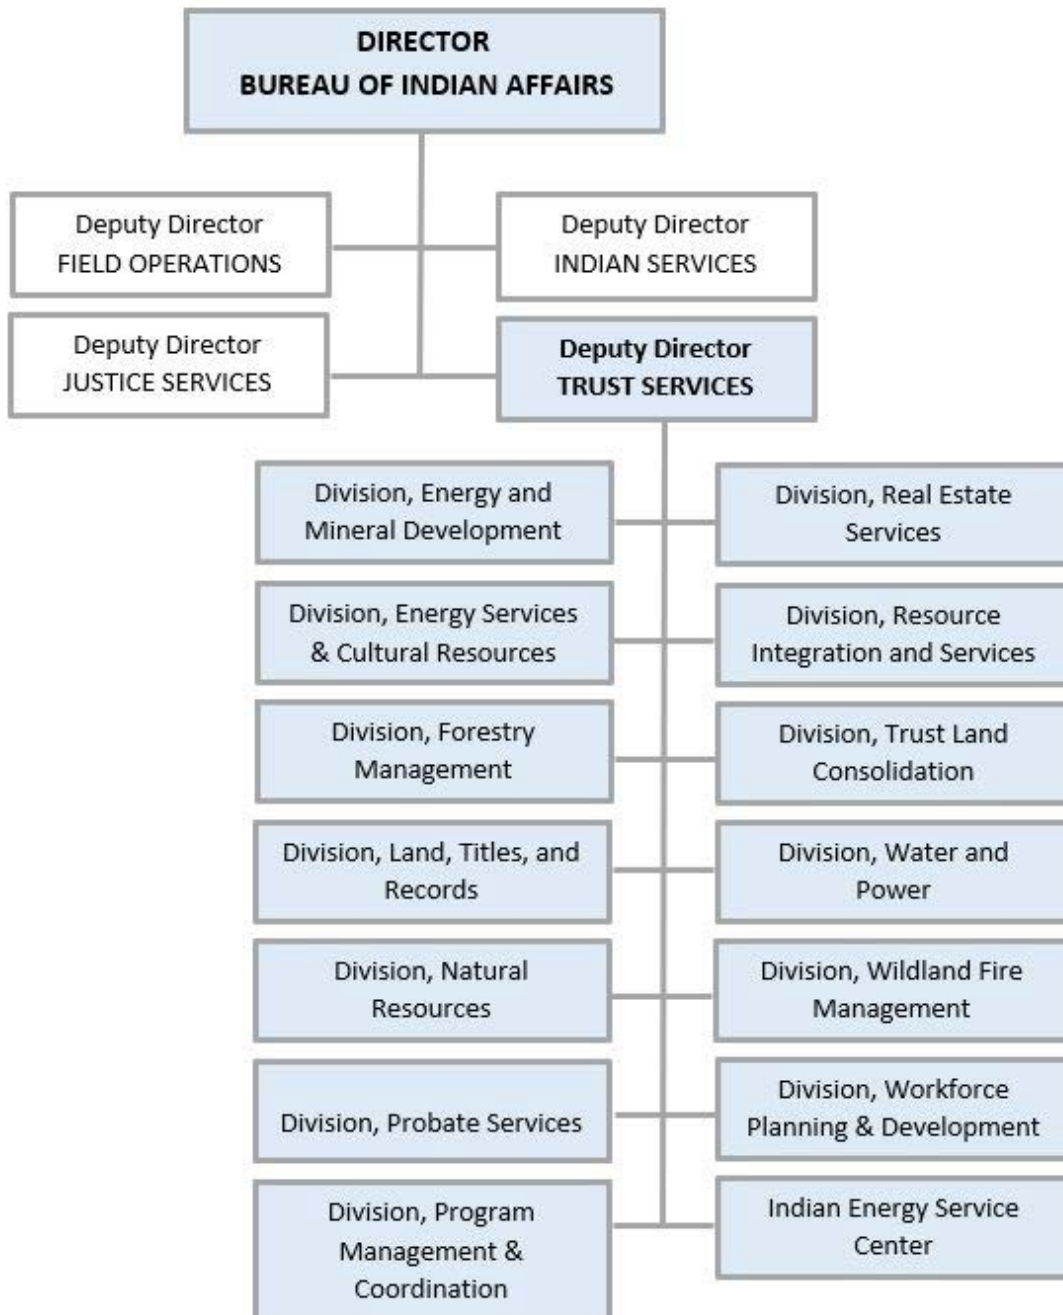 DIRECTOR
BUREAU OF INDIAN AFFAIRS
Deputy Director
FIELD OPERATIONS
Deputy Director
INDIAN SERVICES
Deputy Director
JUSTICE SERVICES
Deputy Director
TRUST SERVICES
Division, Energy and
Mineral Development
Division, Real Estate
Services
Division, Energy Services
& Cultural Resources
Division, Resource
Integration and Services
Division, Forestry
Management
Division, Trust Land
Consolidation
Division, Land, Titles, and
Records
Division, Water and
Power
Division, Natural
Resources
Division, Wildland Fire
Management
Division, Probate Services
Division, Workforce
Planning & Development
Division, Program
Management &
Coordination
Indian Energy Service
Center